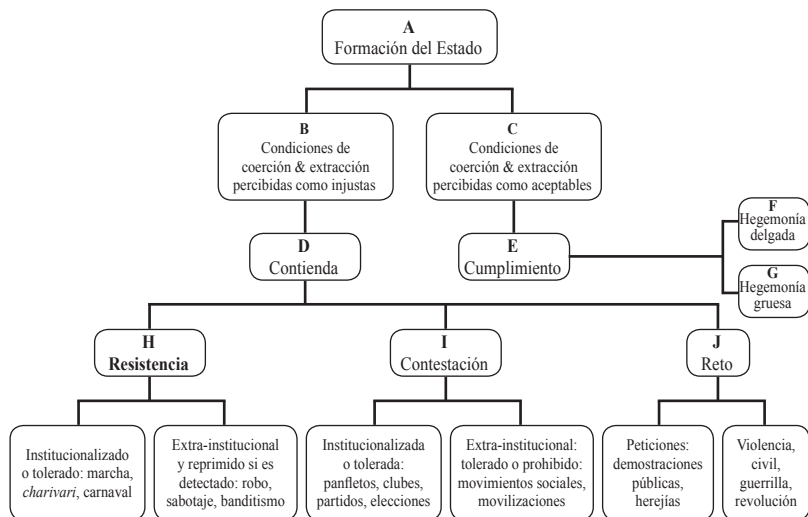 A
Formación del Estado
B
Condiciones de
coerción & extracción
percibidas como injustas
C
Condiciones de
coerción & extracción
percibidas como aceptables
D
Contienda
E
Cumplimiento
F
Hegemonía
delgada
G
Hegemonía
gruesa
H
Resistencia
I
Contestación
J
Reto
Institucionalizado
o tolerado: marcha,
charivari, carnaval
Extra-institucional
y reprimido si es
detectado: robo,
sabotaje, banditismo
Institucionalizada
o tolerada:
panfletos, clubes,
partidos, elecciones
Extra-institucional:
tolerado o prohibido:
movimientos sociales,
movilizaciones
Peticiones:
demostraciones
públicas,
herejías
Violencia,
civil,
guerrilla,
revolución